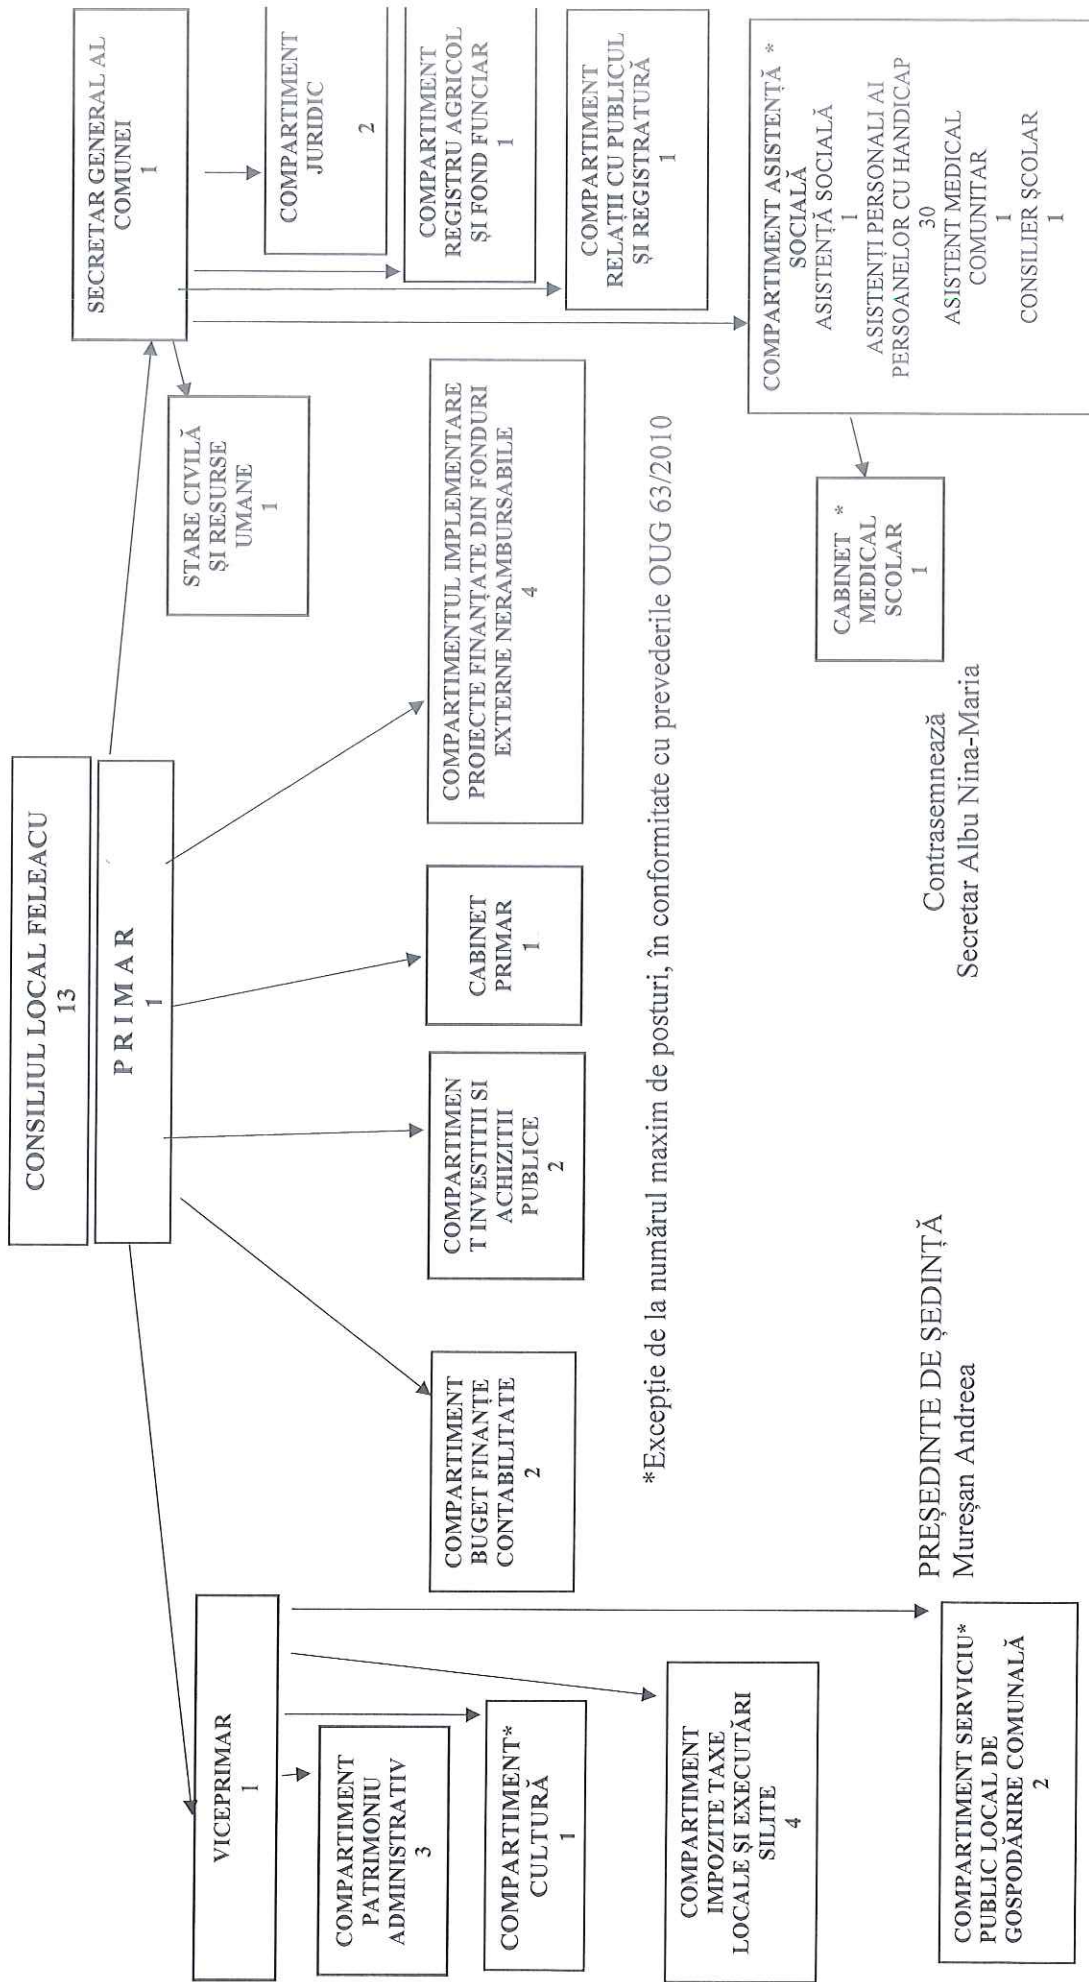 CONSILIUL LOCAL FELEACU
13
PRIMAR
1
VICEPRIMAR
1
COMPARTIMENT
PATRIMONIU
ADMINISTRATIV
3
COMPARTIMENT*
CULTURĂ
1
COMPARTIMENT
IMPOZITE TAXE
LOCALE ȘI EXECUTĂRI
SILITE
4
COMPARTIMENT SERVICIU*
PUBLIC LOCAL DE
GOSPODĂRIRE COMUNALĂ
2
COMPARTIMENT
BUGET FINANȚE
CONTABILITATE
2
COMPARTIMEN
T INVESTITII SI
ACHIZITII
PUBLICE
2
CABINET
PRIMAR
1
COMPARTIMENTUL IMPLEMENTARE
PROIECTE FINANȚATE DIN FONDURI
EXTERNE NERAMBURSABILE
4
SECRETAR GENERAL AL
COMUNEI
1
STARE CIVILĂ
ȘI RESURSE
UMANE
1
COMPARTIMENT
JURIDIC
2
COMPARTIMENT
REGISTRU AGRICOL
ȘI FOND FUNCIAR
1
COMPARTIMENT
RELAȚII CU PUBLICUL
ȘI REGISTRATURĂ
1
COMPARTIMENT ASISTENȚĂ *
SOCIALĂ
ASISTENȚĂ SOCIALĂ
1
ASISTENȚI PERSONALI AI
PERSOANELOR CU HANDICAP
30
ASISTENT MEDICAL
COMUNITAR
1
CONSILIER ȘCOLAR
1
CABINET *
MEDICAL
SCOLAR
1
*Excepție de la numărul maxim de posturi, în conformitate cu prevederile OUG 63/2010
PREȘEDINTE DE ȘEDINȚĂ
Mureșan Andreea
Contrasemnează
Secretar Albu Nina-Maria